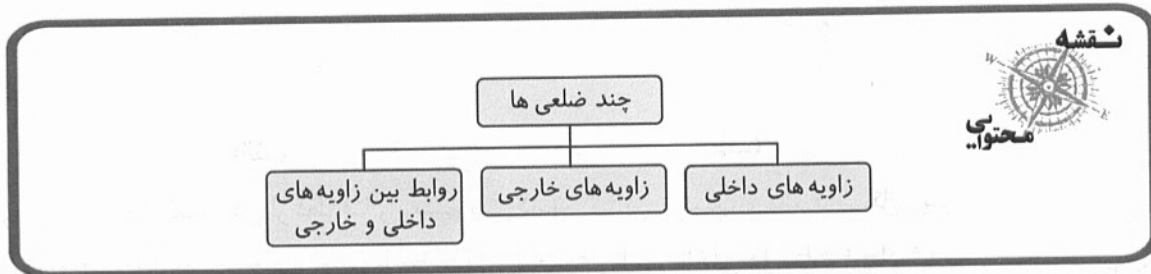 نقشه
محتوایی
W
E
چند ضلعی ها
زاویه های داخلی
زاویه های خارجی
روابط بین زاویه های
داخلی و خارجی